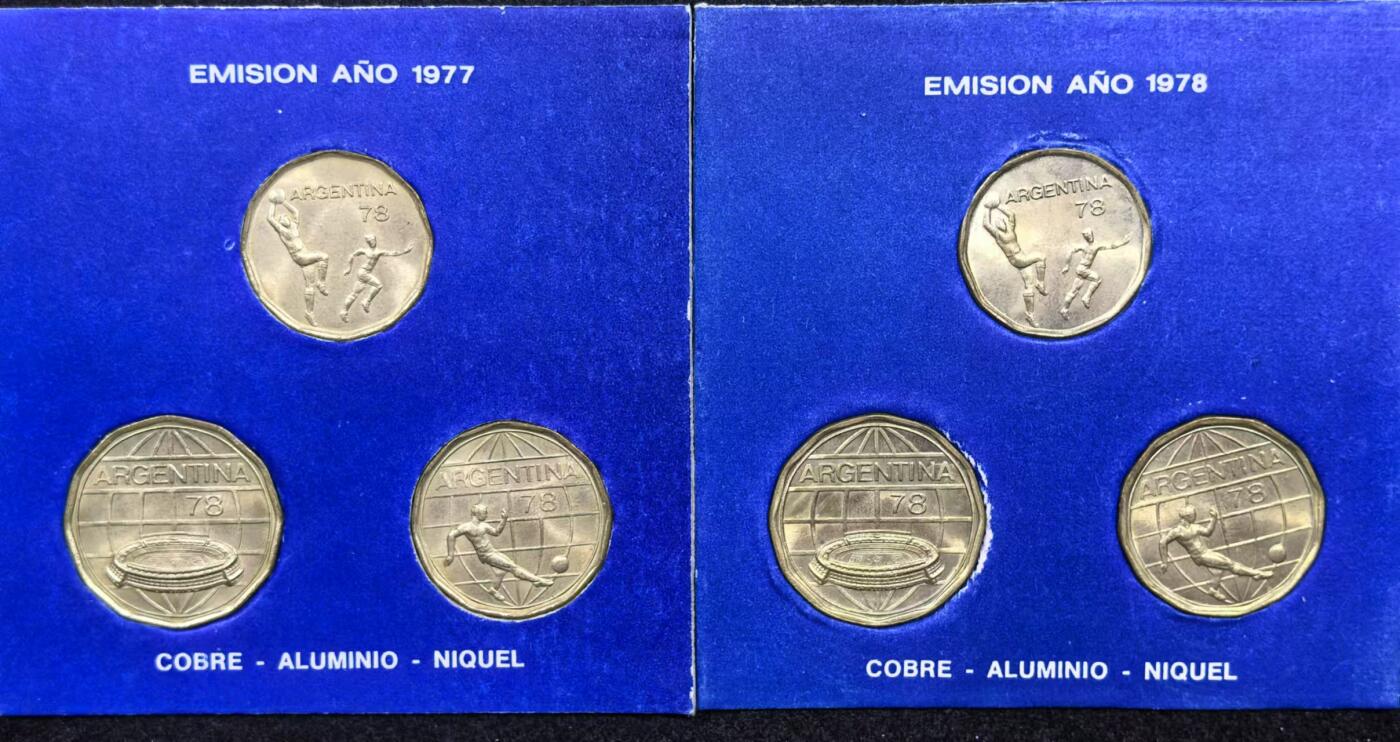 EMISION AÑO 1977
ARGENTINA
78
ARGENTINA
78
ARGENTINA
78
COBRE - ALUMINIO - NIQUEL
EMISION AÑO 1978
ARGENTINA
78
ARGENTINA
78
ARGENTINA
78
COBRE - ALUMINIO - NIQUEL